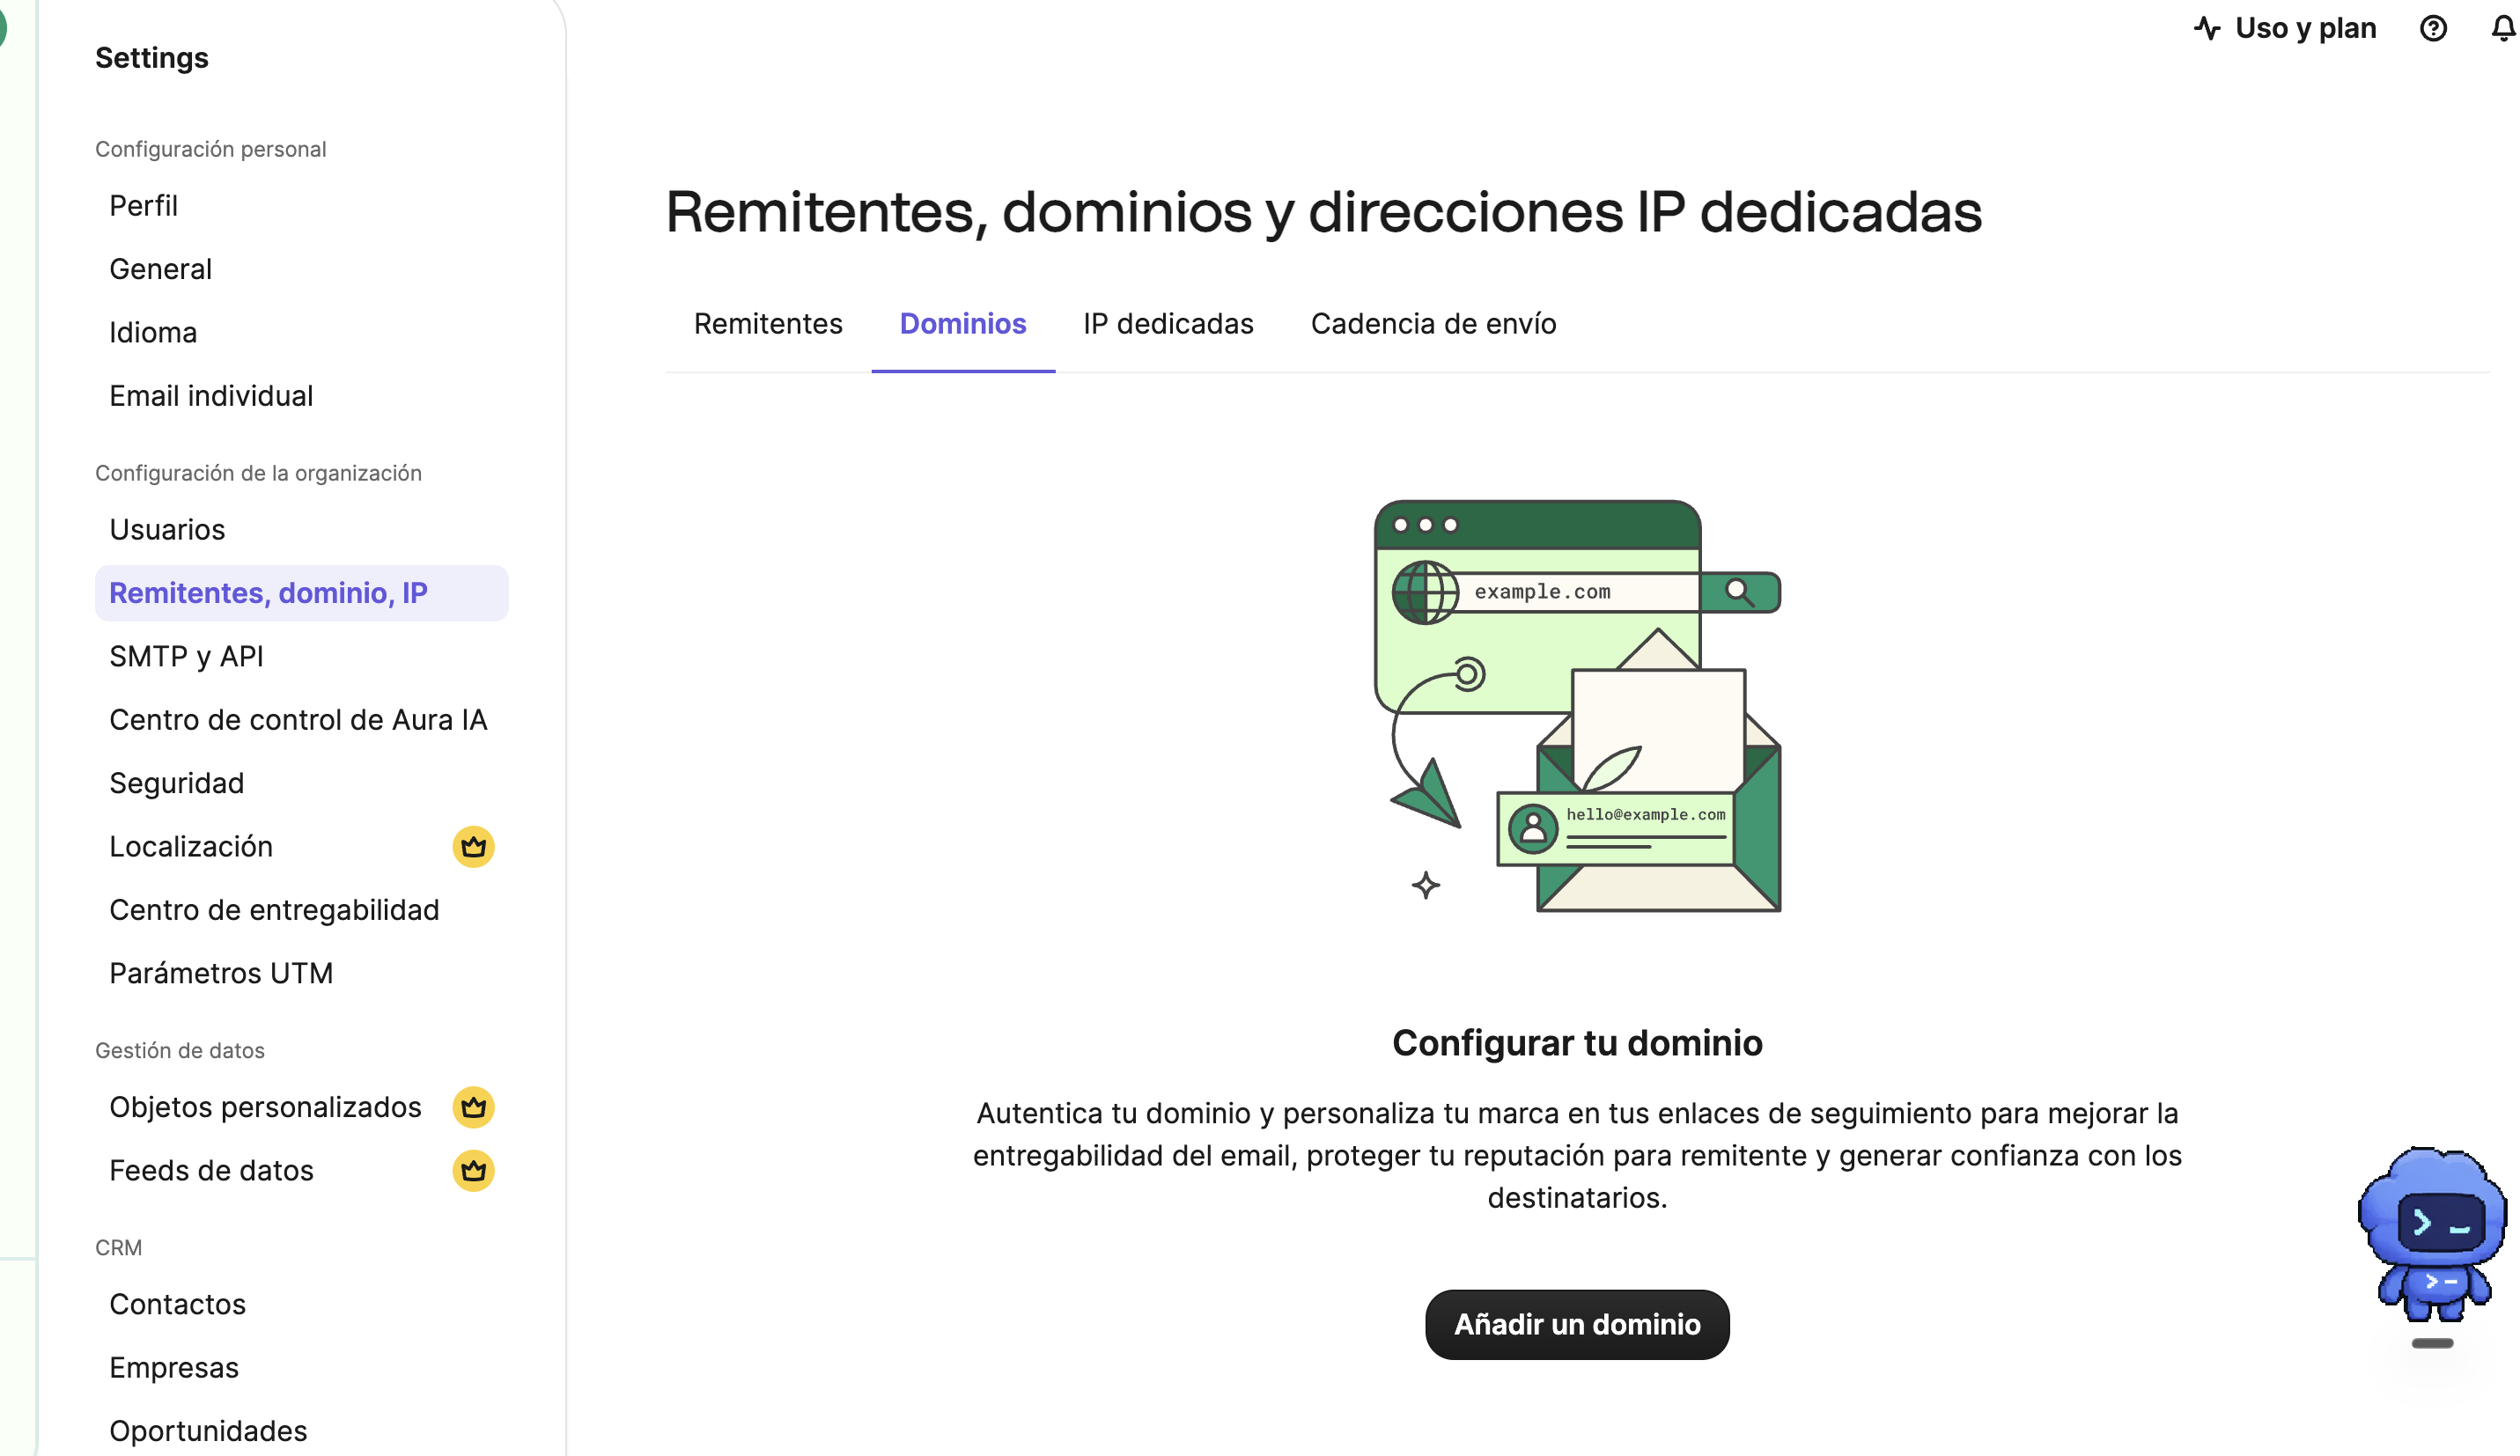 Settings
Configuración personal
Perfil
General
Idioma
Email individual
Configuración de la organización
Usuarios
Remitentes, dominio, IP
SMTP y API
Centro de control de Aura IA
Seguridad
Localización
Centro de entregabilidad
Parámetros UTM
Gestión de datos
Objetos personalizados
Feeds de datos
CRM
Contactos
Empresas
Oportunidades
Uso y plan
Remitentes, dominios y direcciones IP dedicadas
Remitentes
Dominios
IP dedicadas
Cadencia de envío
example.com
hello@example.com
Configurar tu dominio
Autentica tu dominio y personaliza tu marca en tus enlaces de seguimiento para mejorar la
entregabilidad del email, proteger tu reputación para remitente y generar confianza con los
destinatarios.
Añadir un dominio